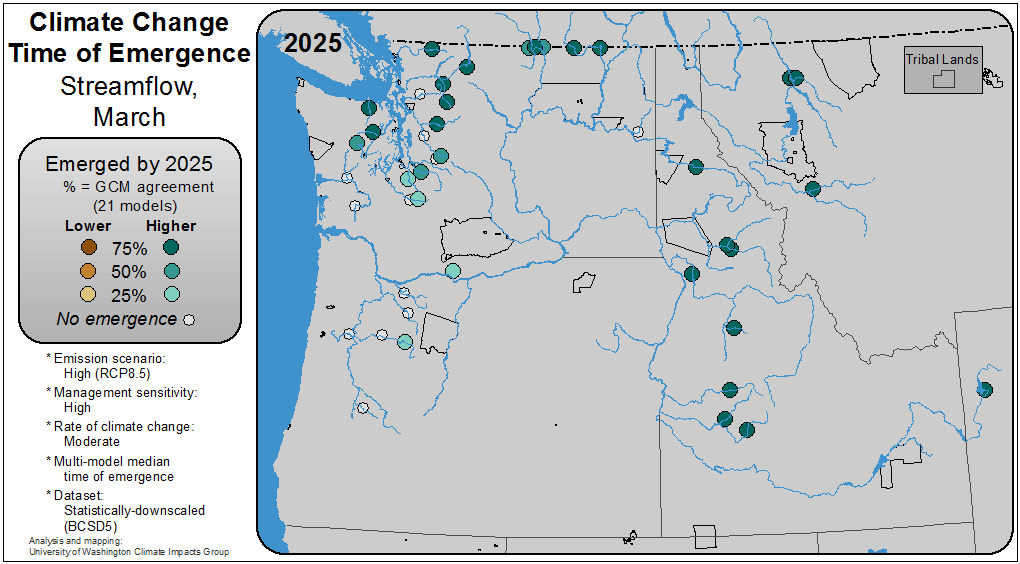 Climate Change
Time of Emergence
Streamflow,
March
Emerged by 2025
% = GCM agreement
(21 models)
Lower Higher
75%
50%
25%
No emergence
* Emission scenario:
High (RCP8.5)
* Management sensitivity:
High
* Rate of climate change:
Moderate
* Multi-model median
time of emergence
* Dataset:
Statistically-downscaled
(BCSD5)
Analysis and mapping:
University of Washington Climate Impacts Group
2025
Tribal Lands